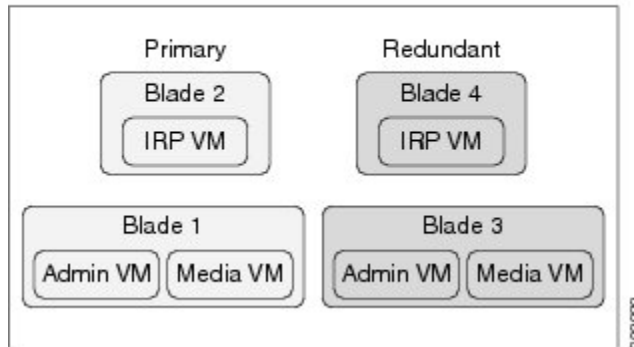 Primary
Redundant
Blade 2
IRP VM
Blade 4
IRP VM
Blade 1
Admin VM
Media VM
Blade 3
Admin VM
Media VM